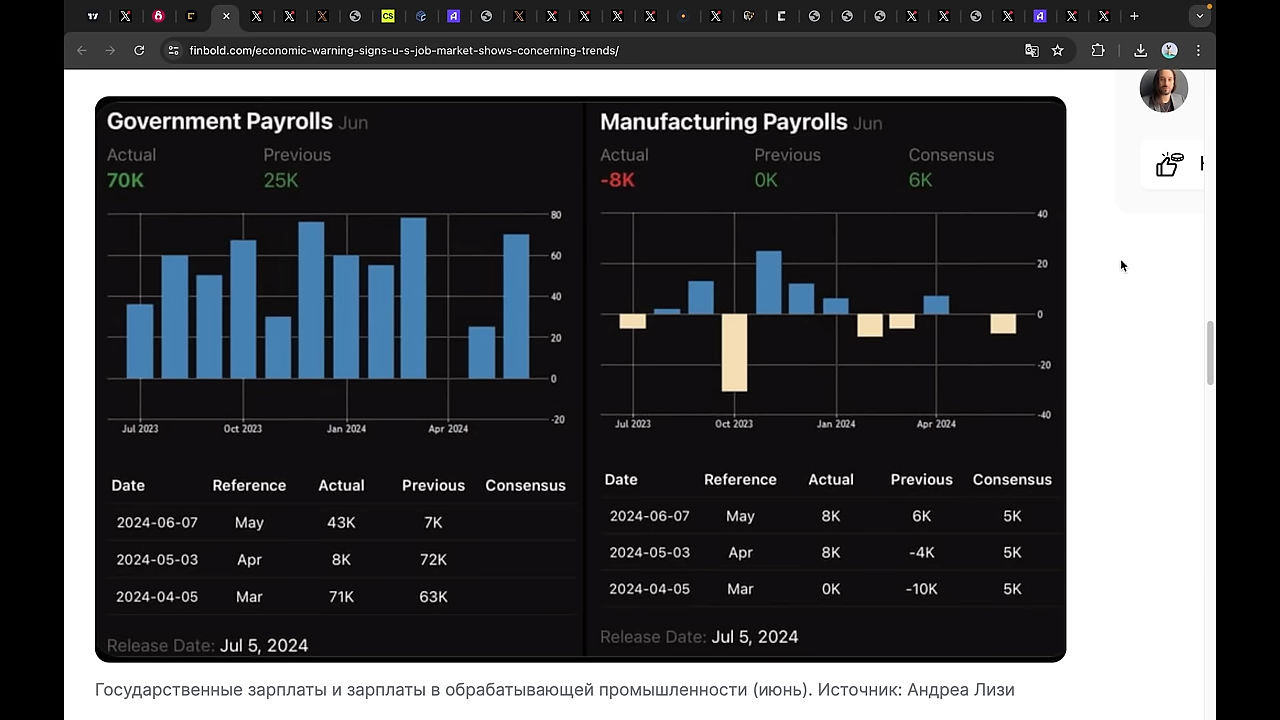 finbold.com/economic-warning-signs-u-s-job-market-shows-concerning-trends/
Government Payrolls Jun
Actual Previous
70K 25K
80
60
40
20
0
-20
Jul 2023 Oct 2023 Jan 2024 Apr 2024
Date Reference Actual Previous Consensus
2024-06-07 May 43K 7K
2024-05-03 Apr 8K 72K
2024-04-05 Mar 71K 63K
Release Date: Jul 5, 2024
Manufacturing Payrolls Jun
Actual Previous Consensus
-8K 0K 6K
40
20
0
-20
-40
Jul 2023 Oct 2023 Jan 2024 Apr 2024
Date Reference Actual Previous Consensus
2024-06-07 May 8K 6K 5K
2024-05-03 Apr 8K -4K 5K
2024-04-05 Mar 0K -10K 5K
Release Date: Jul 5, 2024
Государственные зарплаты и зарплаты в обрабатывающей промышленности (июнь). Источник: Андреа Лизи